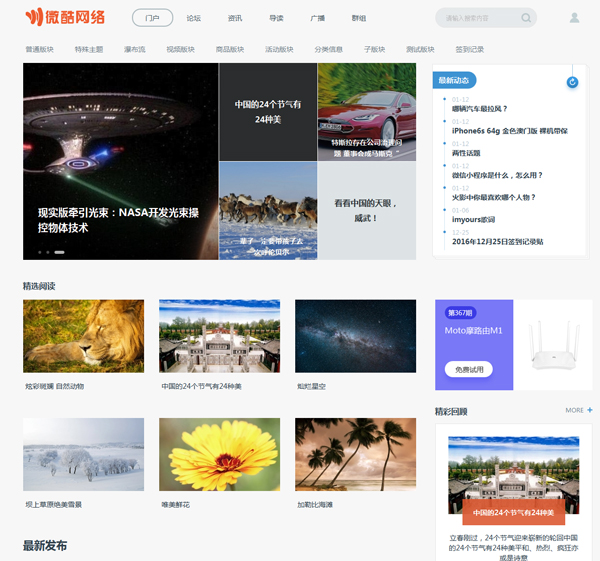 微酷网络
门户
论坛
资讯
导读
广播
群组
请输入搜索内容
普通版块
特殊主题
瀑布流
视频版块
商品版块
活动版块
分类信息
子版块
测试版块
签到记录
现实版牵引光束：NASA开发光束操
控物体技术
中国的24个节气有
24种美
特斯拉存在公司治理问
题 董事会成马斯克“
辈子一定要带孩子去
一次呼伦贝尔
看看中国的天眼，
威武！
最新动态
01-12
哪辆汽车最拉风？
01-12
iPhone6s 64g 金色澳门版 裸机带保
01-12
两性话题
01-12
微信小程序是什么，怎么用？
01-12
火影中你最喜欢哪个人物？
01-06
imyours歌词
12-25
2016年12月25日签到记录贴
精选阅读
炫彩斑璃 自然动物
中国的24个节气有24种美
灿烂星空
坝上草原绝美雪景
唯美鲜花
加勒比海滩
第367期
Moto摩路由M1
免费试用
精彩回顾
MORE +
中国的24个节气有24种美
立春刚过，24个节气迎来崭新的轮回中国
的24个节气有24种美平和、热烈、疯狂亦
或是诗意
最新发布